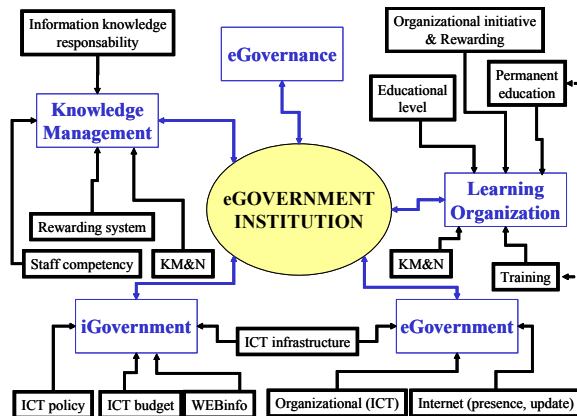 Information knowledge
responsability
eGovernance
Organizational initiative
& Rewarding
Educational
level
Permanent
education
Knowledge
Management
eGOVERNMENT
INSTITUTION
Learning
Organization
Rewarding system
Staff competency
KM&N
KM&N
Training
iGovernment
ICT infrastructure
eGovernment
ICT policy
ICT budget
WEBinfo
Organizational (ICT)
Internet (presence, update)